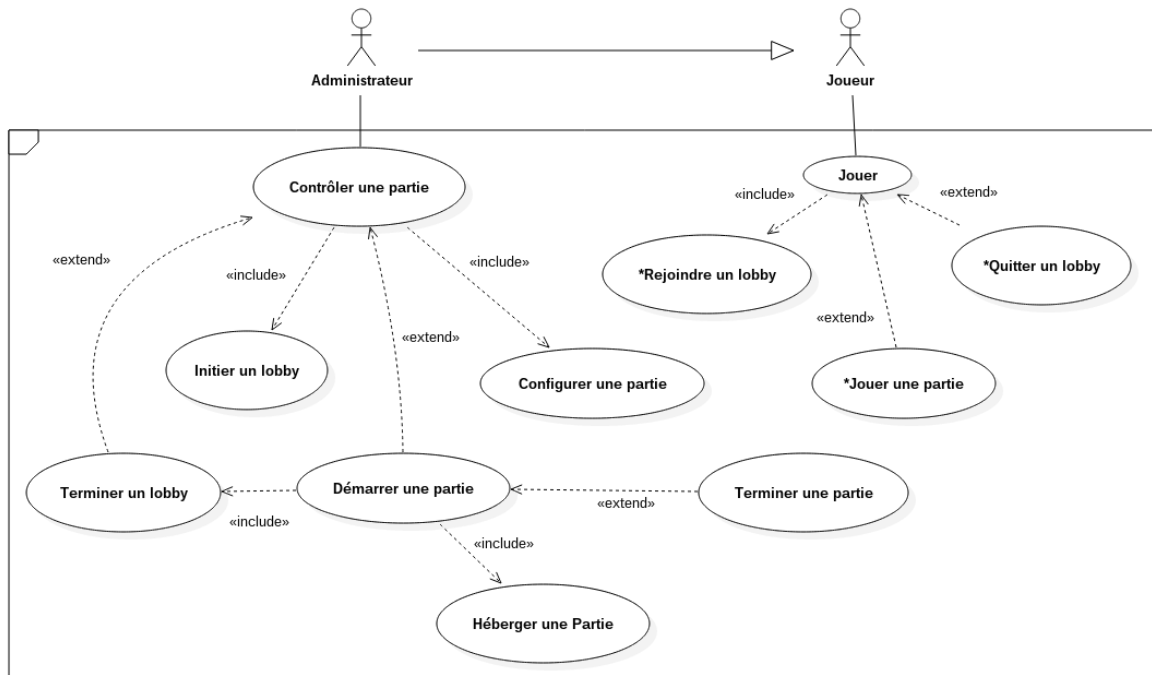 Administrateur
Joueur
Contrôler une partie
Jouer
«include»
«extend»
«extend»
«include»
«include»
*Rejoindre un lobby
*Quitter un lobby
«extend»
«extend»
Initier un lobby
Configurer une partie
*Jouer une partie
Terminer un lobby
Démarrer une partie
Terminer une partie
«include»
«extend»
«include»
Héberger une Partie